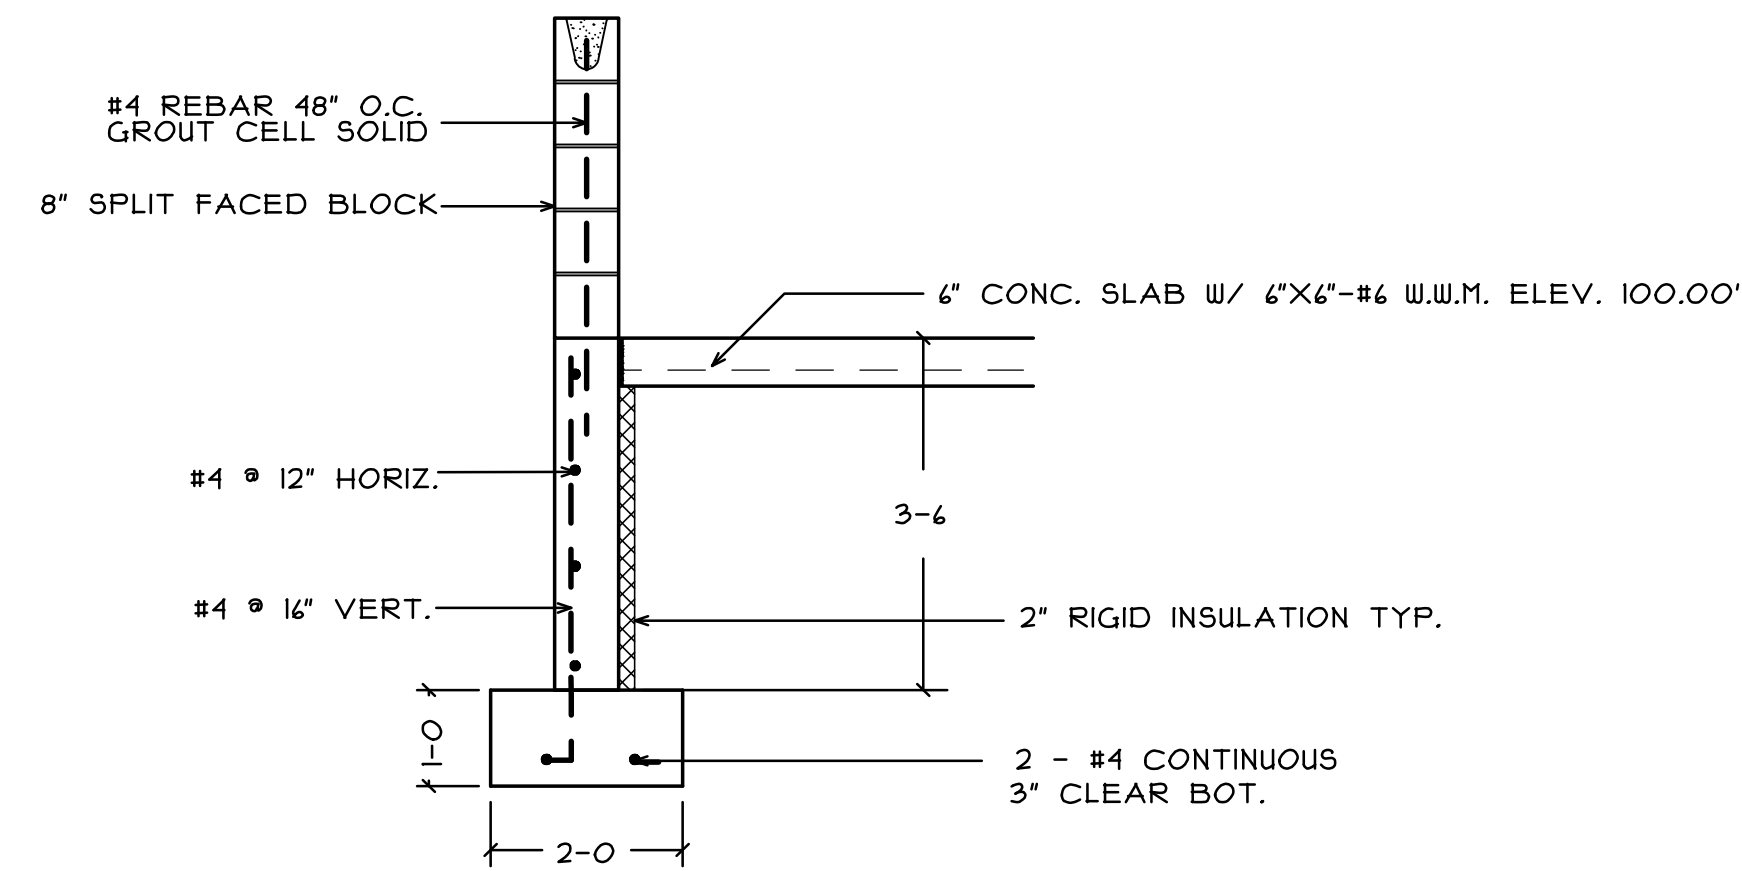 #4 REBAR 48" O.C.
GROUT CELL SOLID
8" SPLIT FACED BLOCK
6" CONC. SLAB W/ 6"X6"-#6 W.W.M. ELEV. 100.00'
#4 @ 12" HORIZ.
3-6
#4 @ 16" VERT.
2" RIGID INSULATION TYP.
1-0
2 - #4 CONTINUOUS
3" CLEAR BOT.
2-0